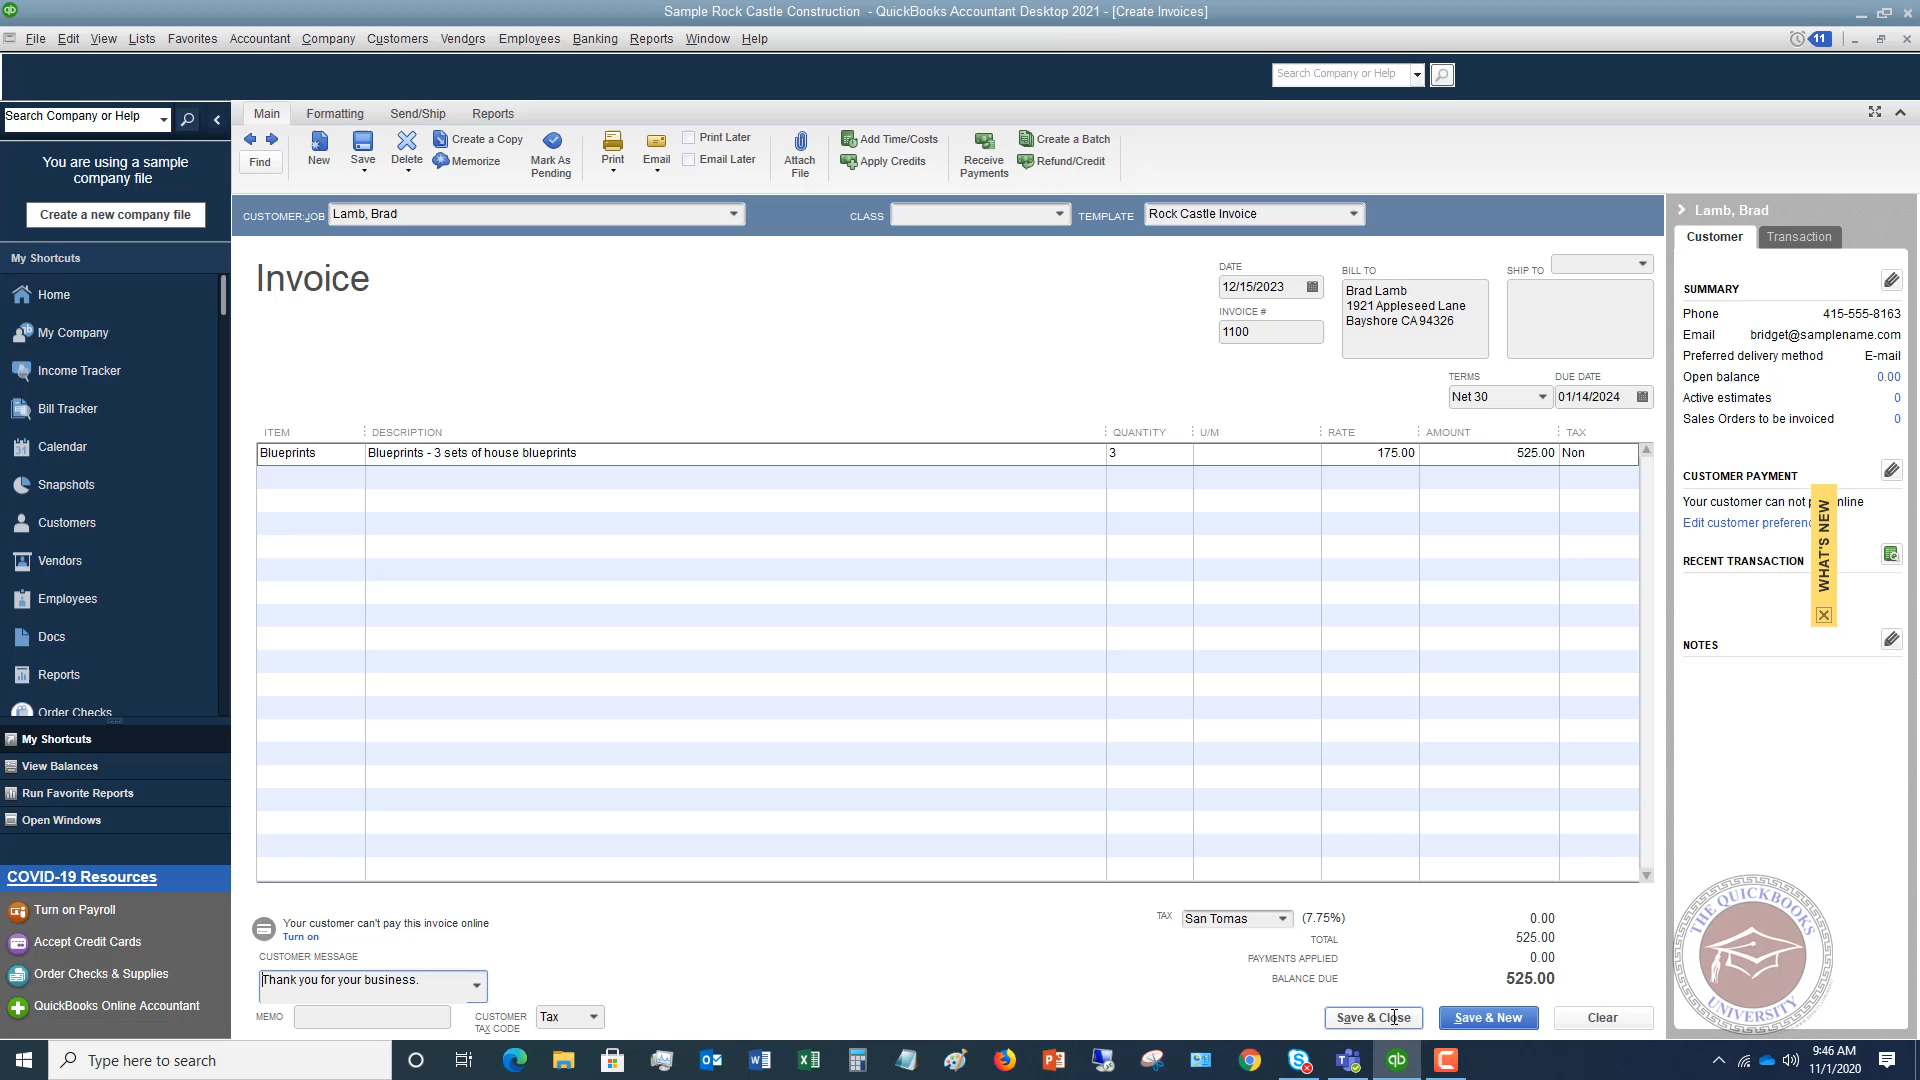 Sample Rock Castle Construction - QuickBooks Accountant Desktop 2021 - [Create Invoices]
File Edit View Lists Favorites Accountant Company Customers Vendors Employees Banking Reports Window Help
11
Search Company or Help
Search Company or Help
You are using a sample
company file
Create a new company file
My Shortcuts
Home
My Company
Income Tracker
Bill Tracker
Calendar
Snapshots
Customers
Vendors
Employees
Docs
Reports
Order Checks
My Shortcuts
View Balances
Run Favorite Reports
Open Windows
COVID-19 Resources
Turn on Payroll
Accept Credit Cards
Order Checks & Supplies
QuickBooks Online Accountant
Main Formatting Send/Ship Reports
Find
New
Save
Delete
Create a Copy
Memorize
Mark As
Pending
Print
Email
Print Later
Email Later
Attach
File
Add Time/Costs
Apply Credits
Receive
Payments
Create a Batch
Refund/Credit
CUSTOMER:JOB Lamb, Brad CLASS TEMPLATE Rock Castle Invoice
Invoice
DATE
12/15/2023
INVOICE #
1100
BILL TO
Brad Lamb
1921 Appleseed Lane
Bayshore CA 94326
SHIP TO
TERMS
Net 30
DUE DATE
01/14/2024
ITEM DESCRIPTION QUANTITY U/M RATE AMOUNT TAX
Blueprints Blueprints - 3 sets of house blueprints 3 175.00 525.00 Non
Your customer can't pay this invoice online
Turn on
CUSTOMER MESSAGE
Thank you for your business.
MEMO
CUSTOMER
TAX CODE
Tax
TAX San Tomas (7.75%) 0.00
TOTAL 525.00
PAYMENTS APPLIED 0.00
BALANCE DUE 525.00
Save & Close Save & New Clear
Lamb, Brad
Customer Transaction
SUMMARY
Phone 415-555-8163
Email bridget@samplename.com
Preferred delivery method E-mail
Open balance 0.00
Active estimates 0
Sales Orders to be invoiced 0
CUSTOMER PAYMENT
Your customer can not p nline
Edit customer preferen
RECENT TRANSACTION
WHAT'S NEW
NOTES
THE QUICKBOOKS UNIVERSITY
Type here to search
9:46 AM
11/1/2020